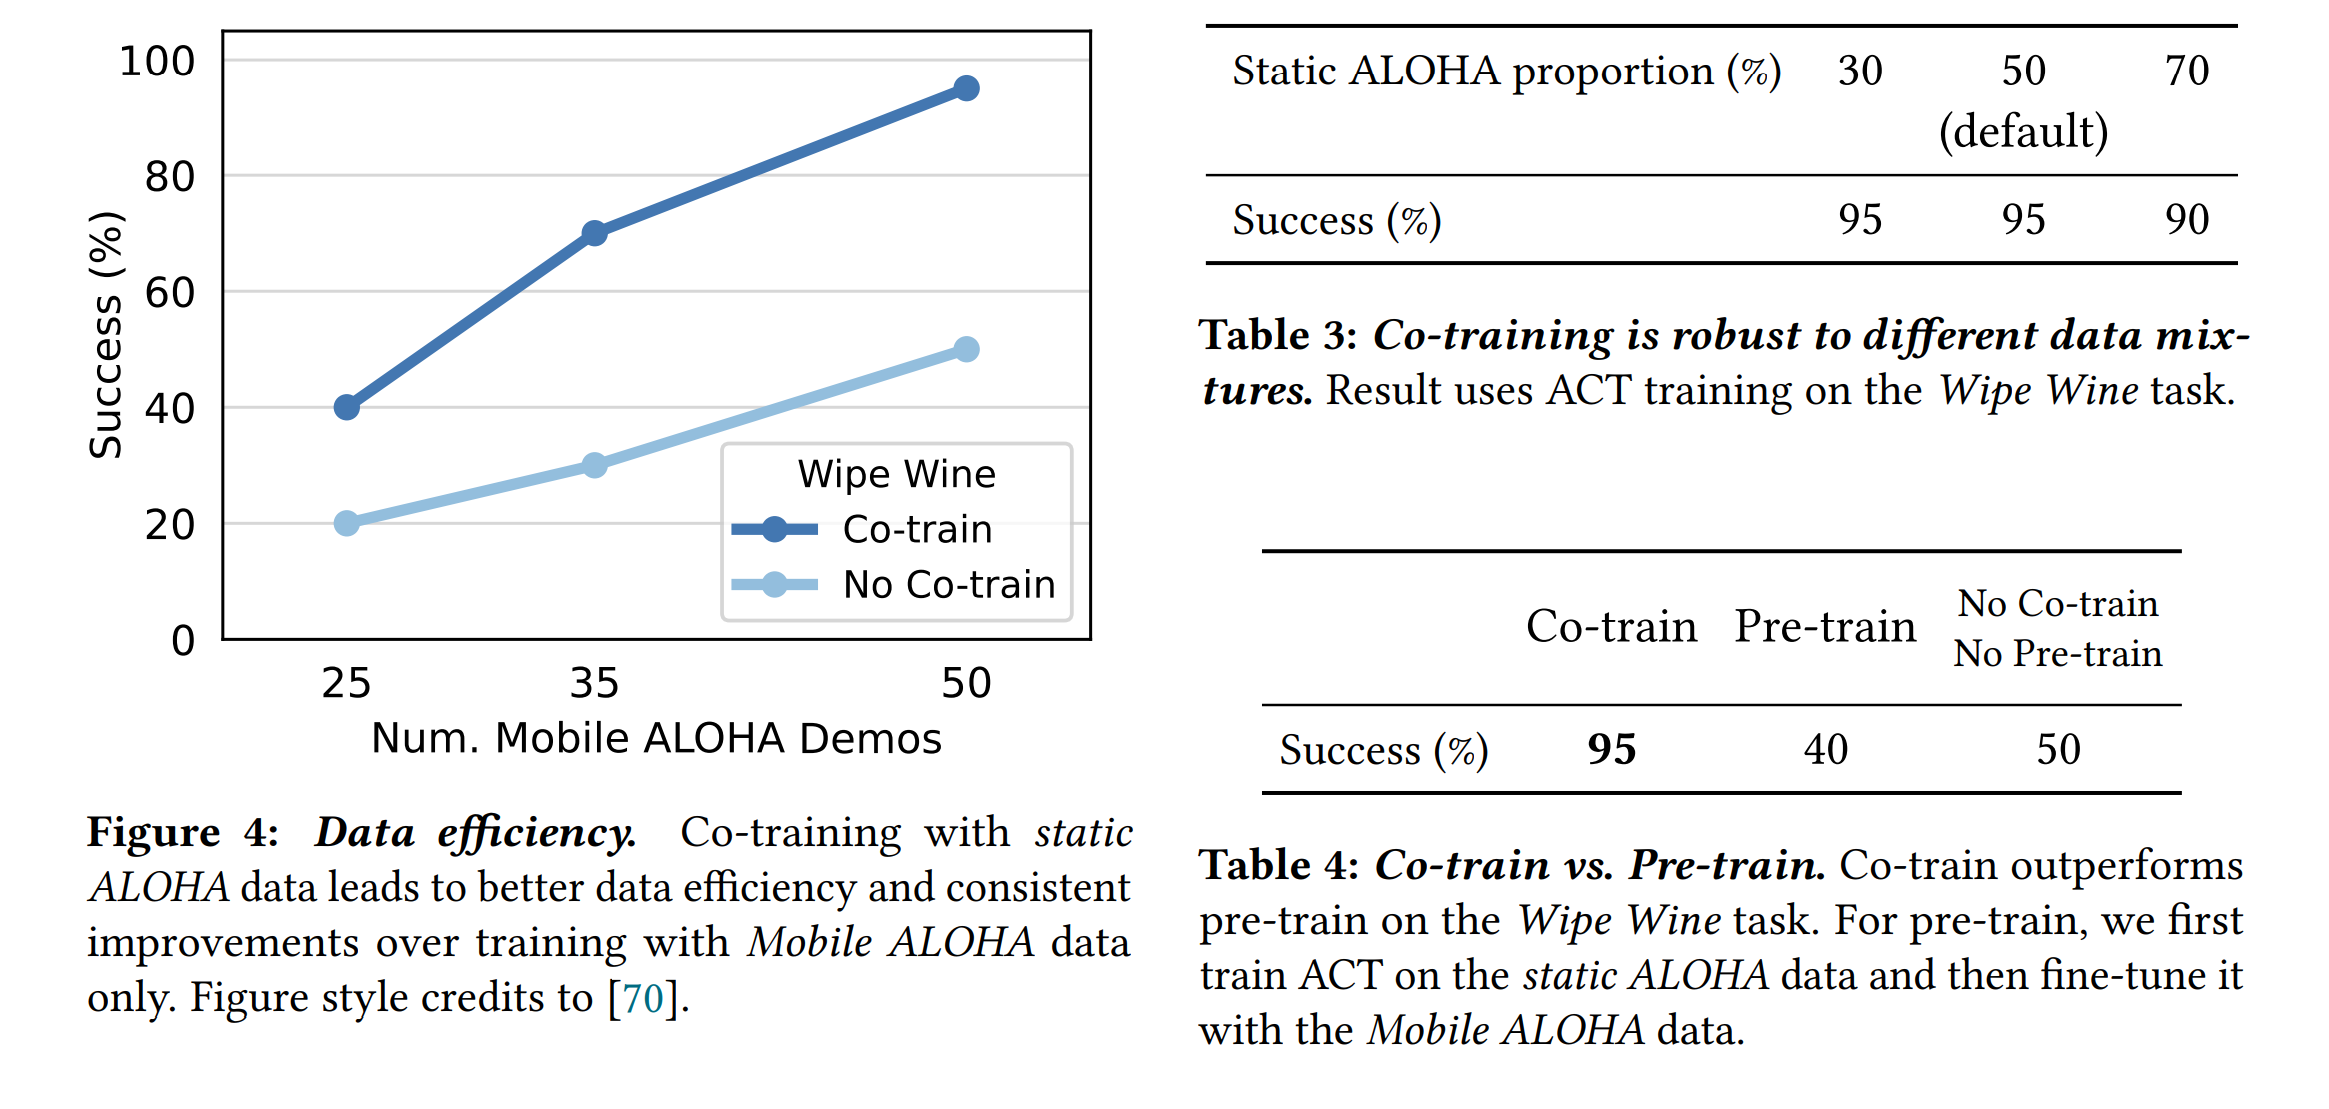 100
80
60
40
20
0
Success (%)
Wipe Wine
Co-train
No Co-train
25 35 50
Num. Mobile ALOHA Demos
Figure 4: Data efficiency. Co-training with static
ALOHA data leads to better data efficiency and consistent
improvements over training with Mobile ALOHA data
only. Figure style credits to [70].
Static ALOHA proportion (%) 30 50 70
(default)
Success (%) 95 95 90
Table 3: Co-training is robust to different data mix-
tures. Result uses ACT training on the Wipe Wine task.
Co-train Pre-train No Co-train
No Pre-train
Success (%) 95 40 50
Table 4: Co-train vs. Pre-train. Co-train outperforms
pre-train on the Wipe Wine task. For pre-train, we first
train ACT on the static ALOHA data and then fine-tune it
with the Mobile ALOHA data.